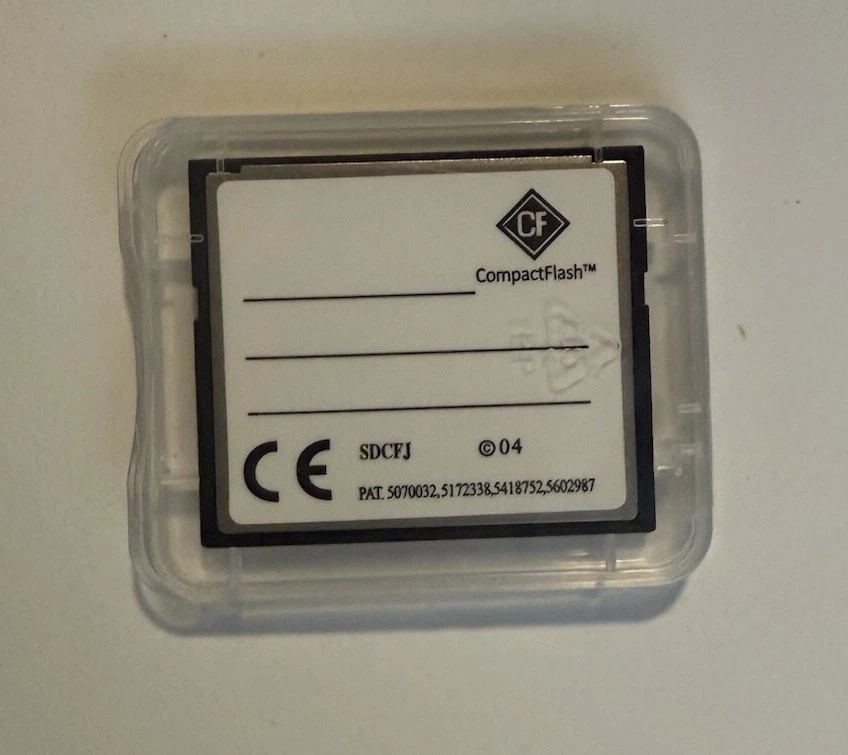 CF
CompactFlash™
CE SDCFJ ©04
PAT. 5070032,5172338,5418752,5602987